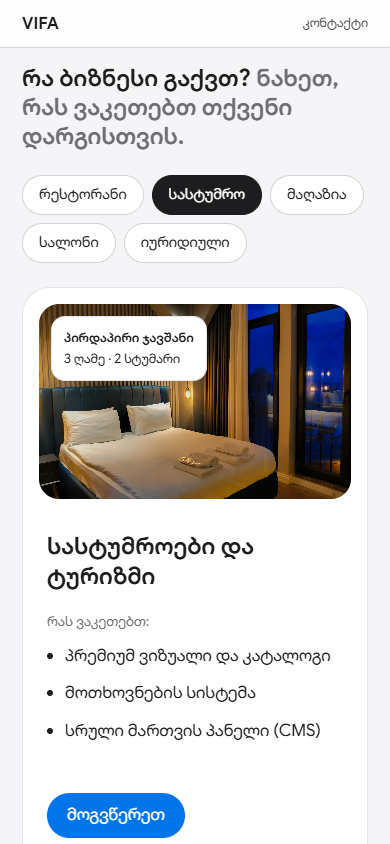 VIFA
კონტაქტი
რა ბიზნესი გაქვთ? ნახეთ,
რას ვაკეთებთ თქვენი
დარგისთვის.
რესტორანი
სასტუმრო
მაღაზია
სალონი
იურიდიული
პირდაპირი ჯავშანი
3 ღამე · 2 სტუმარი
სასტუმროები და
ტურიზმი
რას ვაკეთებთ:
• პრემიუმ ვიზუალი და კატალოგი
• მოთხოვნების სისტემა
• სრული მართვის პანელი (CMS)
მოგვწერეთ